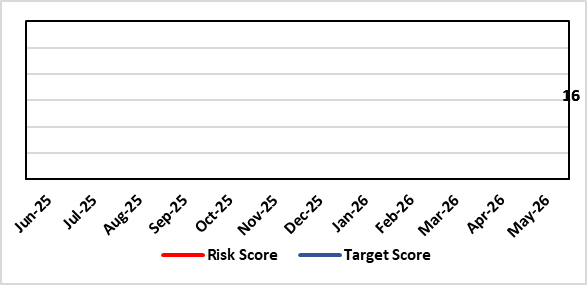 16
Jun-25 Jul-25 Aug-25 Sep-25 Oct-25 Nov-25 Dec-25 Jan-26 Feb-26 Mar-26 Apr-26 May-26
Risk Score Target Score